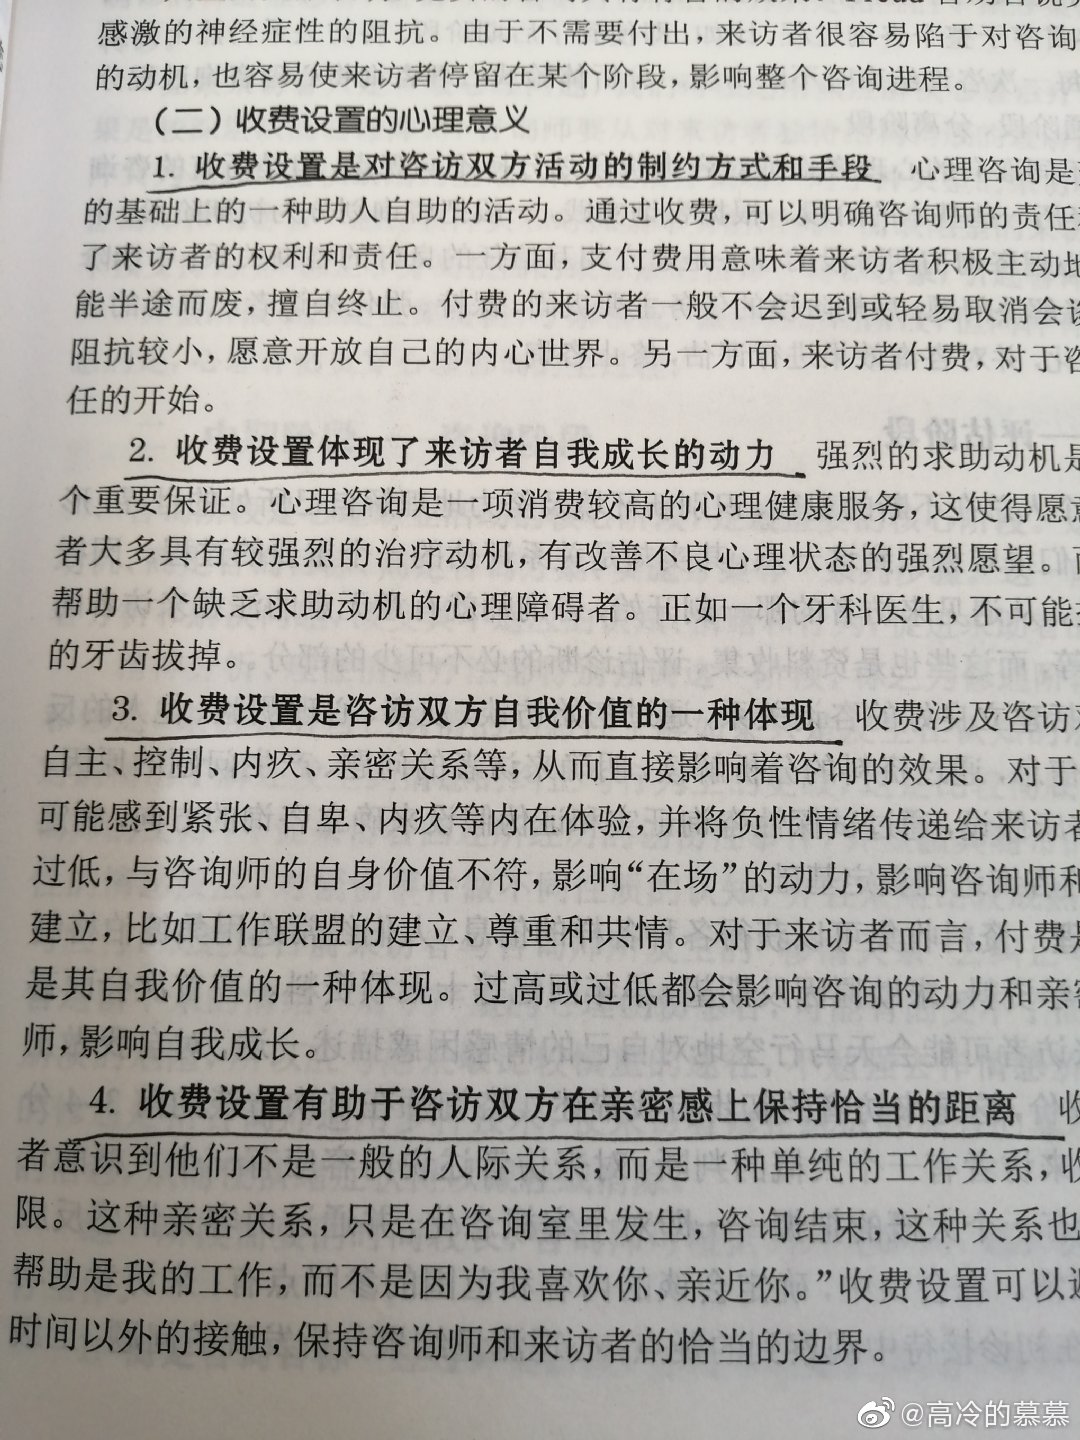 感激的神经症性的阻抗。由于不需要付出，来访者很容易陷于对咨询
的动机，也容易使来访者停留在某个阶段，影响整个咨询进程。
（二）收费设置的心理意义
1. 收费设置是对咨访双方活动的制约方式和手段 心理咨询是
的基础上的一种助人自助的活动。通过收费，可以明确咨询师的责任
了来访者的权利和责任。一方面，支付费用意味着来访者积极主动地
能半途而废，擅自终止。付费的来访者一般不会迟到或轻易取消会谈
阻抗较小，愿意开放自己的内心世界。另一方面，来访者付费，对于咨
任的开始。
2. 收费设置体现了来访者自我成长的动力 强烈的求助动机是
个重要保证。心理咨询是一项消费较高的心理健康服务，这使得愿意
者大多具有较强烈的治疗动机，有改善不良心理状态的强烈愿望。
帮助一个缺乏求助动机的心理障碍者。正如一个牙科医生，不可能
的牙齿拔掉。
3. 收费设置是咨访双方自我价值的一种体现 收费涉及咨访
自主、控制、内疚、亲密关系等，从而直接影响着咨询的效果。对于
可能感到紧张、自卑、内疚等内在体验，并将负性情绪传递给来访者
过低，与咨询师的自身价值不符，影响“在场”的动力，影响咨询师和
建立，比如工作联盟的建立、尊重和共情。对于来访者而言，付费是
是其自我价值的一种体现。过高或过低都会影响咨询的动力和亲密
师，影响自我成长。
4. 收费设置有助于咨访双方在亲密感上保持恰当的距离 收
者意识到他们不是一般的人际关系，而是一种单纯的工作关系，收
限。这种亲密关系，只是在咨询室里发生，咨询结束，这种关系也
帮助是我的工作，而不是因为我喜欢你、亲近你。”收费设置可以
时间以外的接触，保持咨询师和来访者的恰当的边界。
@高冷的慕慕